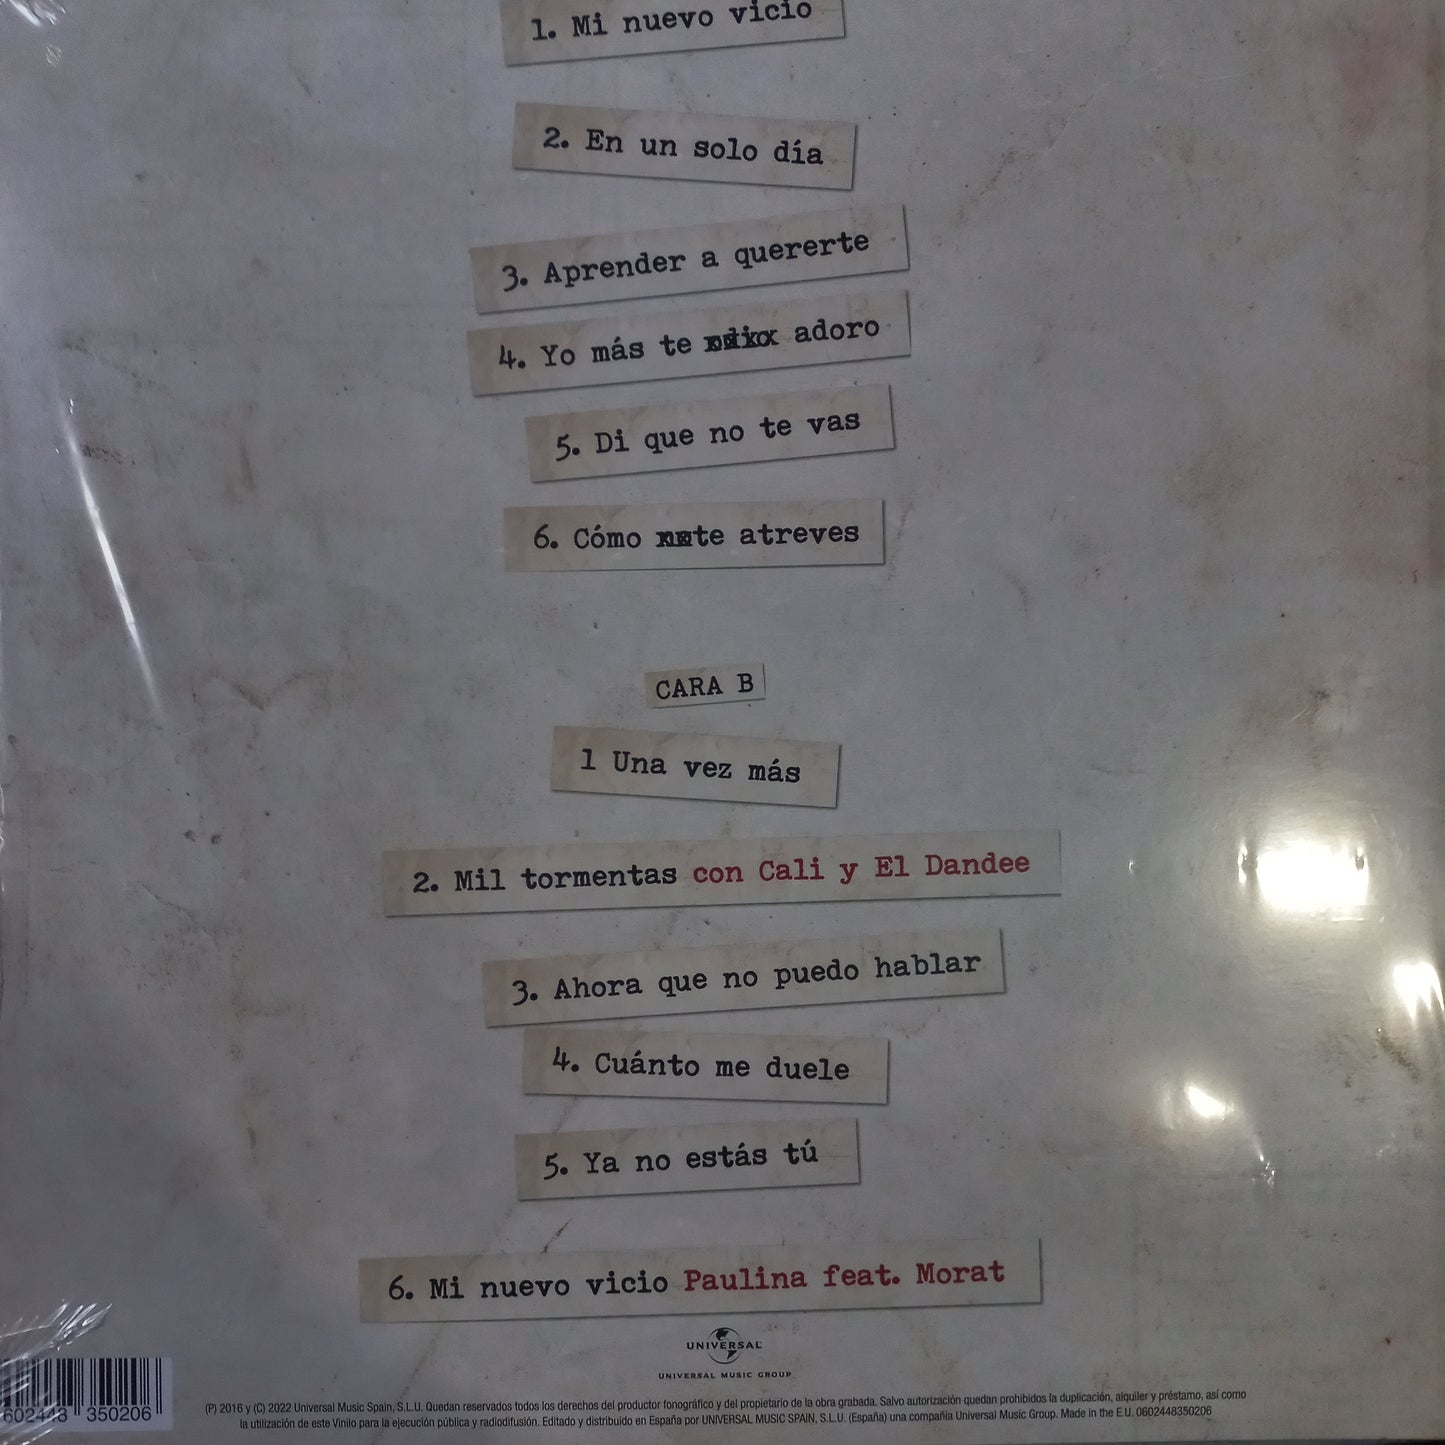 1. Mi nuevo vicio
2. En un solo día
3. Aprender a quererte
4. Yo más te adoro
5. Di que no te vas
6. Cómo te atreves
CARA B
1 Una vez más
2. Mil tormentas con Cali y El Dandee
3. Ahora que no puedo hablar
4. Cuánto me duele
5. Ya no estás tú
6. Mi nuevo vicio Paulina feat. Morat
UNIVERSAL
UNIVERSAL MUSIC GROUP
602448 350206
(P) 2016 y (C) 2022 Universal Music Spain, S.L.U. Quedan reservados todos los derechos del productor fonográfico y del propietario de la obra grabada. Salvo autorización quedan prohibidos la duplicación, alquiler y préstamo, así como
la utilización de este Vinilo para la ejecución pública y radiodifusión. Editado y distribuido en España por UNIVERSAL MUSIC SPAIN, S.L.U. (España) una compañía Universal Music Group. Made in the E.U. 0602448350206